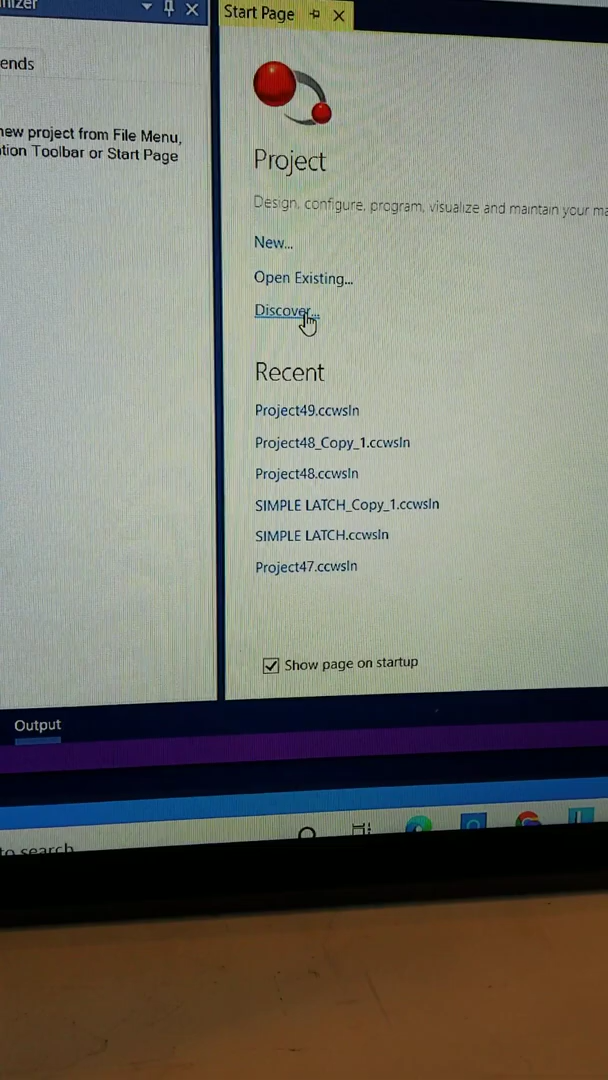 Start Page
ends
new project from File Menu,
tion Toolbar or Start Page
Project
Design, configure, program, visualize and maintain your ma
New...
Open Existing...
Discover...
Recent
Project49.ccwsln
Project48_Copy_1.ccwsln
Project48.ccwsln
SIMPLE LATCH_Copy_1.ccwsln
SIMPLE LATCH.ccwsln
Project47.ccwsln
Show page on startup
Output
to search